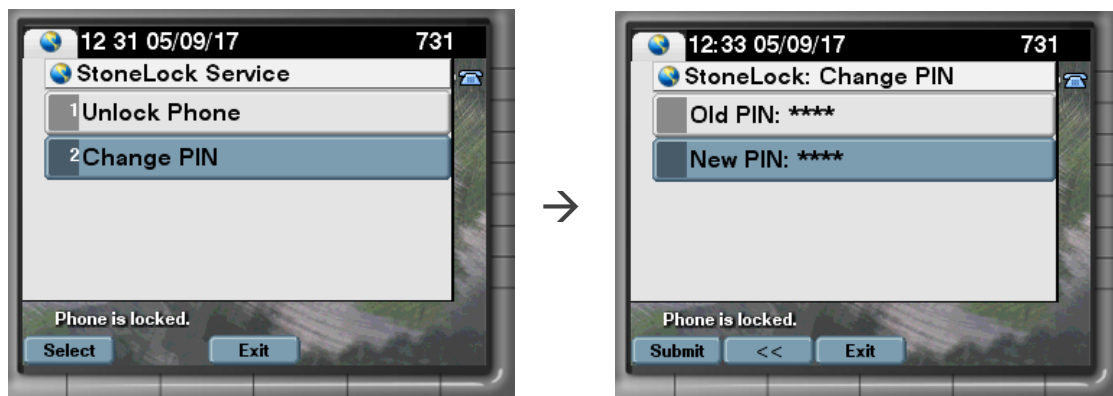 12 31 05/09/17 731
StoneLock Service
1 Unlock Phone
2 Change PIN
Phone is locked.
Select Exit
→
12:33 05/09/17 731
StoneLock: Change PIN
Old PIN: ****
New PIN: ****
Phone is locked.
Submit << Exit